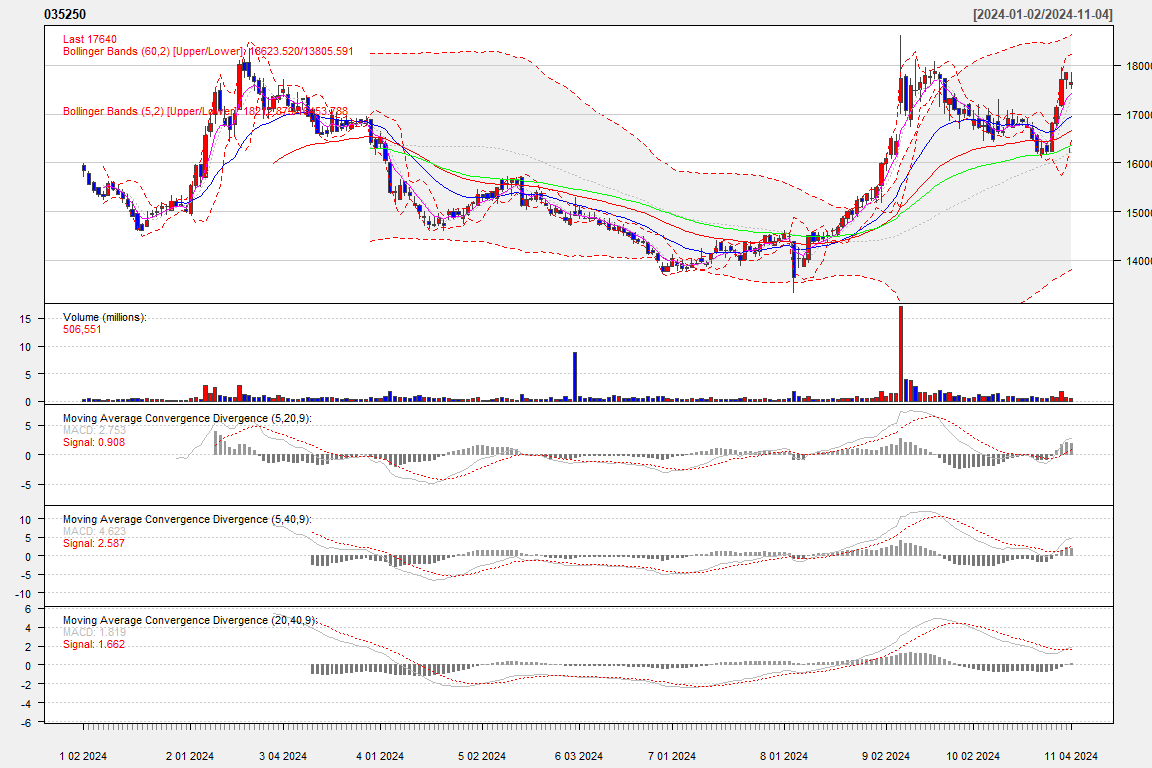 035250 [2024-01-02/2024-11-04]
Last 17640
Bollinger Bands (60,2) [Upper/Lower]: 18623.520/13805.591
Bollinger Bands (5,2) [Upper/Lower]:
18000
17000
16000
15000
14000
Volume (millions):
506,551
15
10
5
0
Moving Average Convergence Divergence (5,20,9):
MACD: 2.753
Signal: 0.908
5
0
-5
Moving Average Convergence Divergence (5,40,9):
MACD: 4.623
Signal: 2.587
10
5
0
-5
-10
Moving Average Convergence Divergence (20,40,9):
MACD: 1.819
Signal: 1.662
6
4
2
0
-2
-4
-6
1 02 2024 2 01 2024 3 04 2024 4 01 2024 5 02 2024 6 03 2024 7 01 2024 8 01 2024 9 02 2024 10 02 2024 11 04 2024